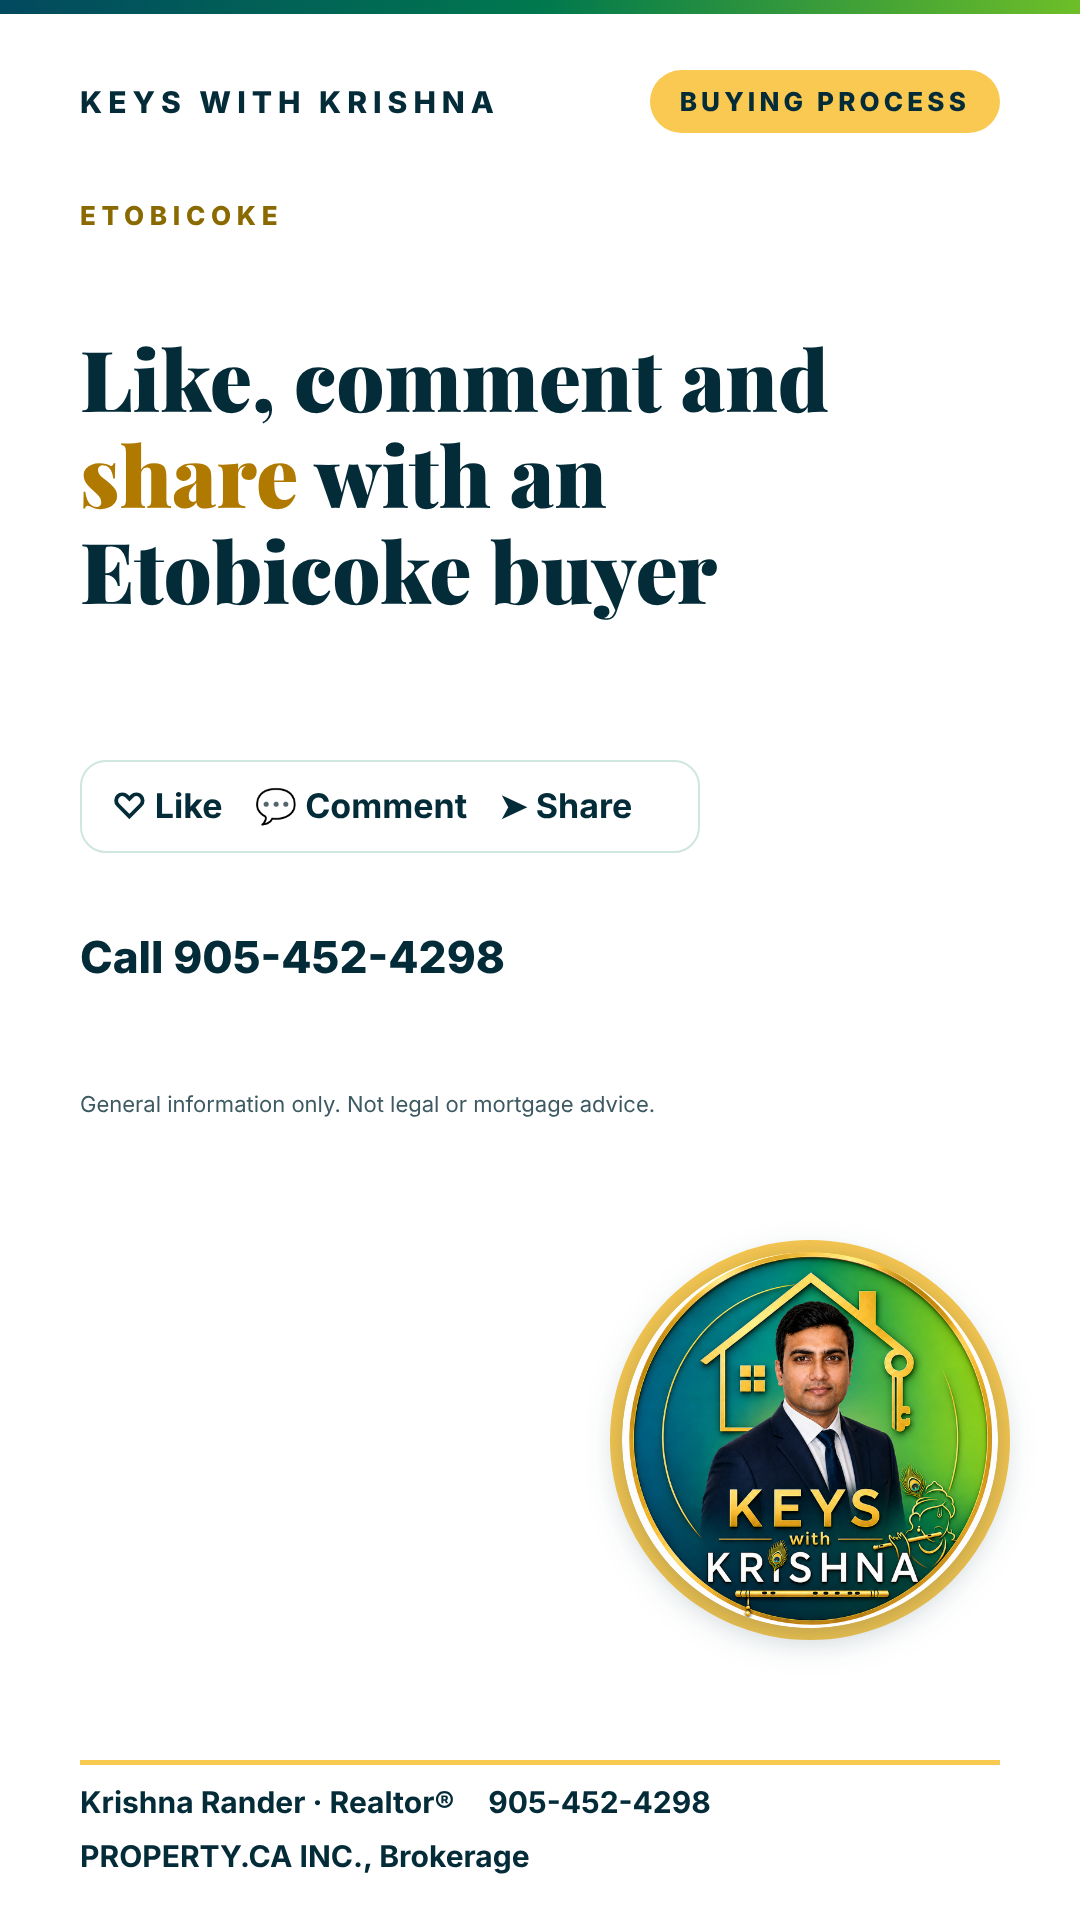 KEYS WITH KRISHNA
BUYING PROCESS
ETOBICOKE
Like, comment and
share with an
Etobicoke buyer
♡ Like 💬 Comment ➤ Share
Call 905-452-4298
General information only. Not legal or mortgage advice.
KEYS
with
KRISHNA
Krishna Rander · Realtor® 905-452-4298
PROPERTY.CA INC., Brokerage